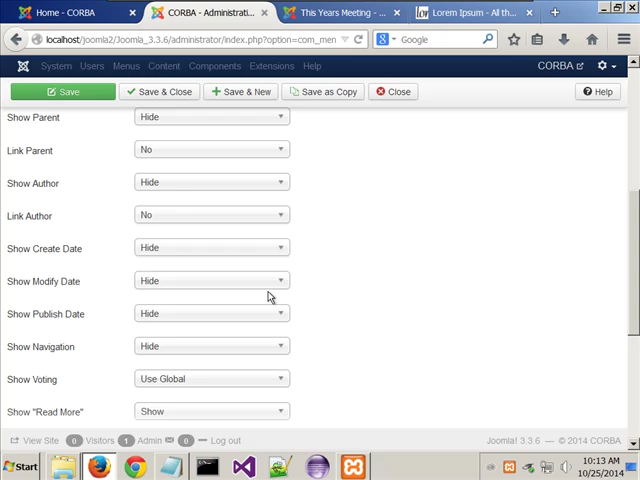 Home - CORBA
CORBA - Administrati...
This Years Meeting - ...
Lorem Ipsum - All th...
localhost/joomla2/Joomla_3.3.6/administrator/index.php?option=com_men
Google
System Users Menus Content Components Extensions Help
CORBA
Save
Save & Close
Save & New
Save as Copy
Close
Help
Show Parent Hide
Link Parent No
Show Author Hide
Link Author No
Show Create Date Hide
Show Modify Date Hide
Show Publish Date Hide
Show Navigation Hide
Show Voting Use Global
Show "Read More" Show
View Site 0 Visitors 1 Admin 0 Log out
Joomla! 3.3.6 — © 2014 CORBA
Start
10:13 AM
10/25/2014